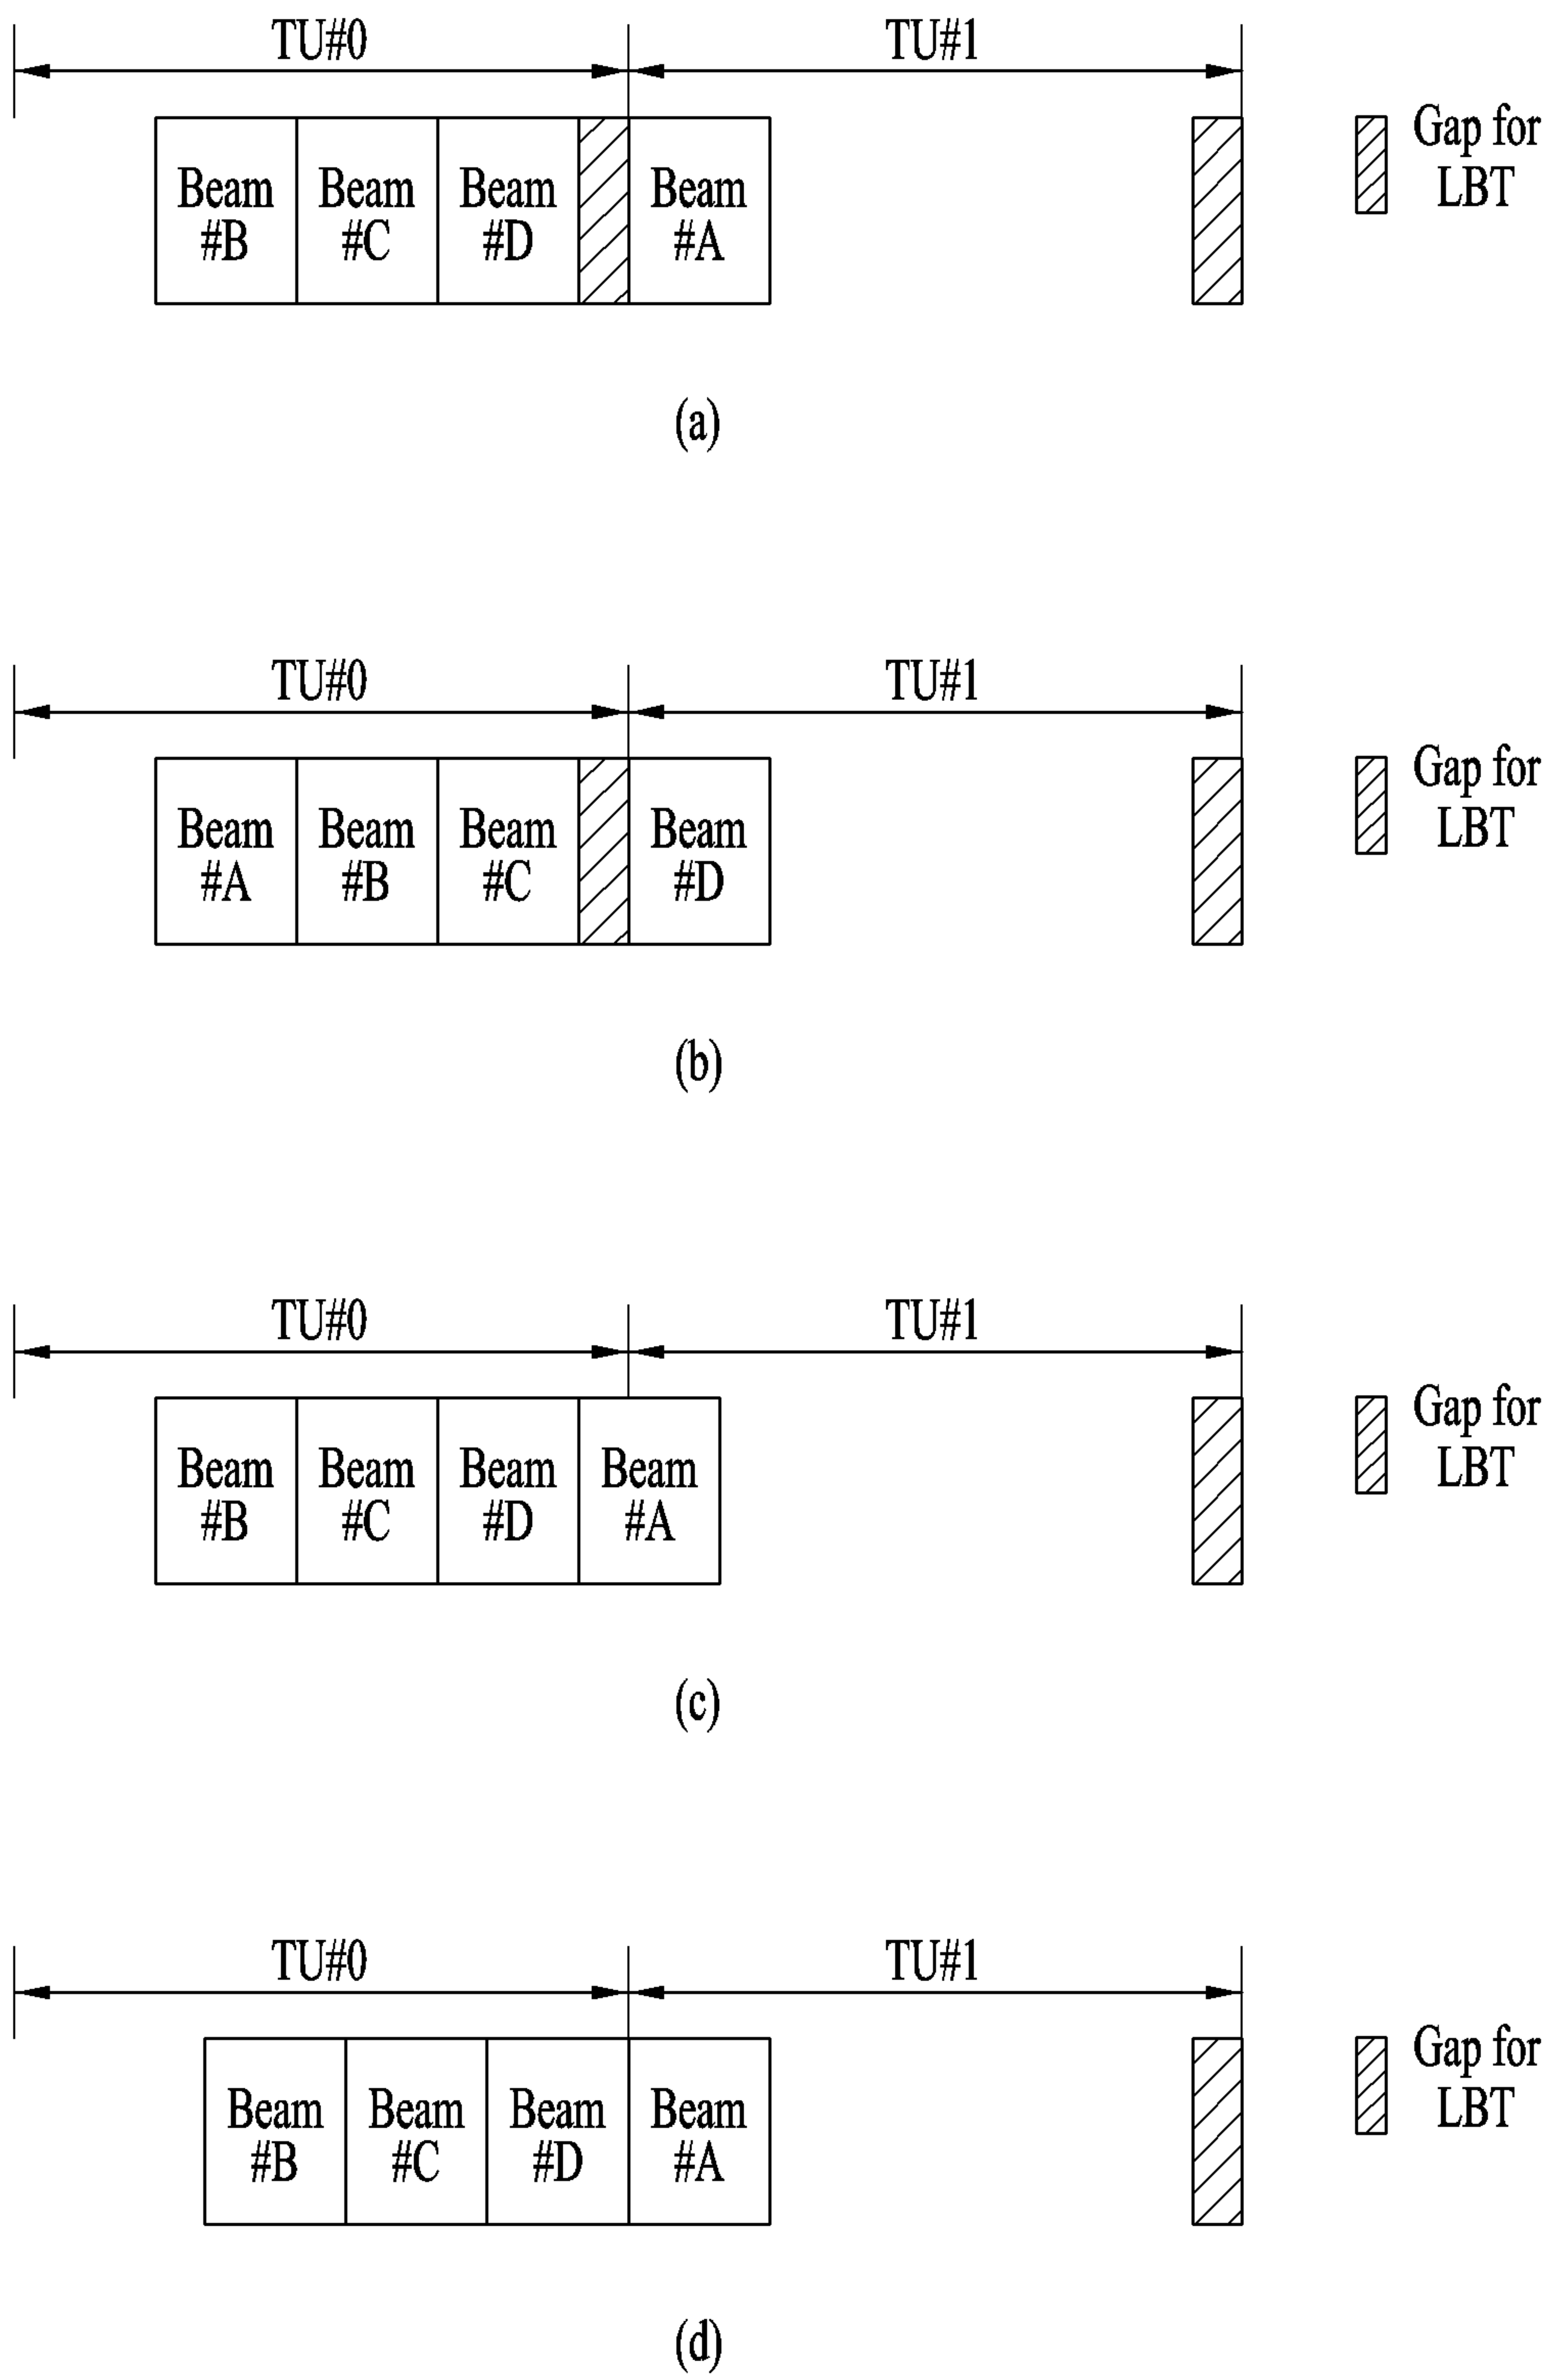 TU#0 TU#1
Beam #B Beam #C Beam #D Beam #A
Gap for
LBT
(a)
TU#0 TU#1
Beam #A Beam #B Beam #C Beam #D
Gap for
LBT
(b)
TU#0 TU#1
Beam #B Beam #C Beam #D Beam #A
Gap for
LBT
(c)
TU#0 TU#1
Beam #B Beam #C Beam #D Beam #A
Gap for
LBT
(d)